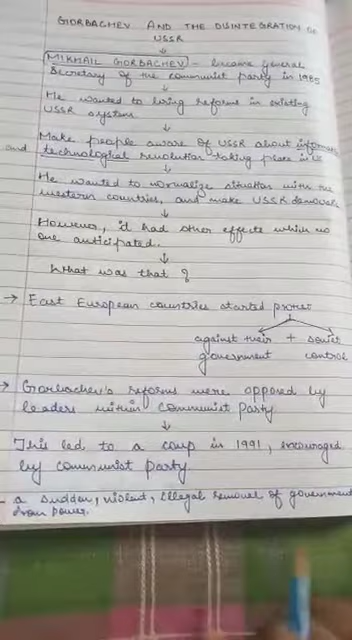 GORBACHEV AND THE DISINTEGRATION OF
USSR
↓
MIKHAIL GORBACHEV - became general
Secretary of the communist party in 1985
↓
He wanted to bring reforms in existing
USSR system
↓
Make people aware of USSR about
and technological revolution taking place in
↓
He wanted to normalize situation with the
western countries, and make USSR
↓
However, it had other effects which no
one anticipated.
↓
What was that ?
→ East European countries started protest
against their + soviet
government control
→ Gorbachev's reforms were opposed by
leaders within Communist Party
↓
This led to a coup in 1991, encouraged
by communist party
- a sudden, violent, illegal removal of government
from power.